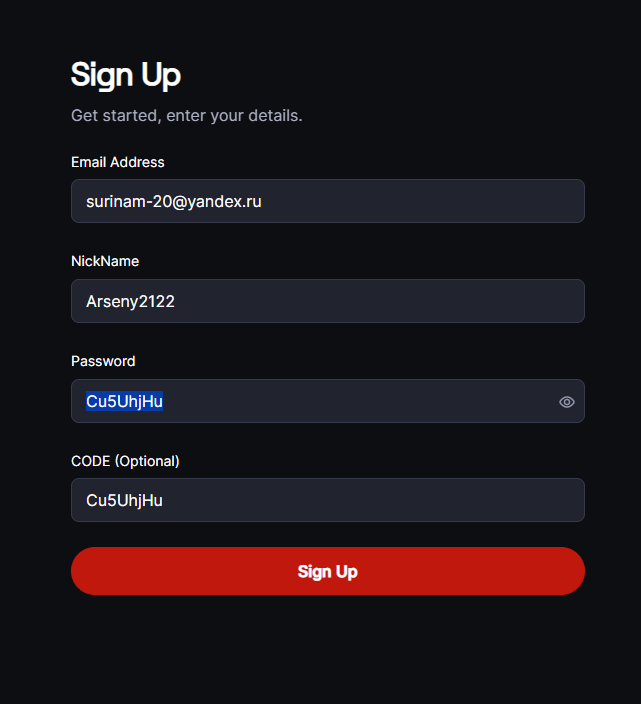 Sign Up
Get started, enter your details.
Email Address
surinam-20@yandex.ru
NickName
Arseny2122
Password
Cu5UhjHu
CODE (Optional)
Cu5UhjHu
Sign Up